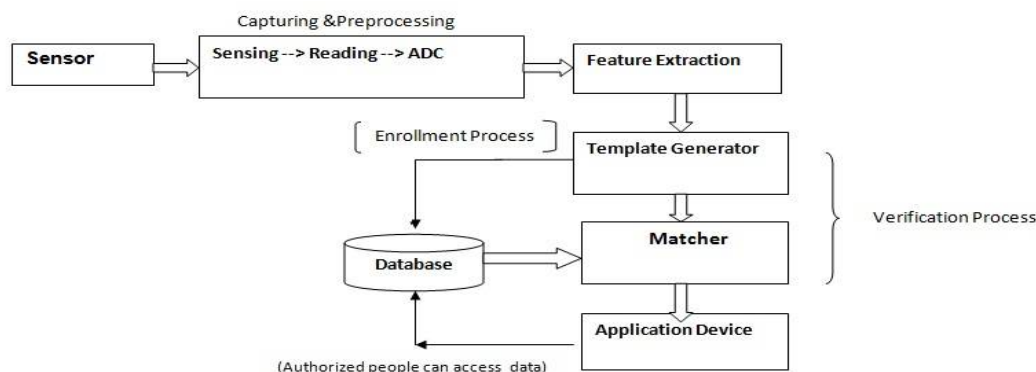 Capturing &Preprocessing
Sensor
Sensing --> Reading --> ADC
Feature Extraction
Enrollment Process
Template Generator
Verification Process
Matcher
Database
Application Device
(Authorized people can access data)